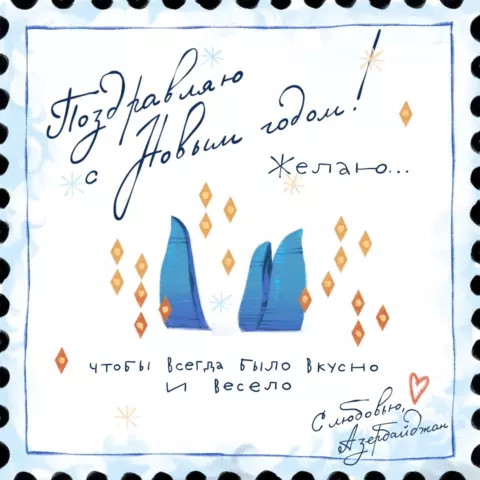 Поздравляю
с Новым годом!
Желаю...
чтобы всегда было вкусно
и весело
С любовью,
Азербайджан